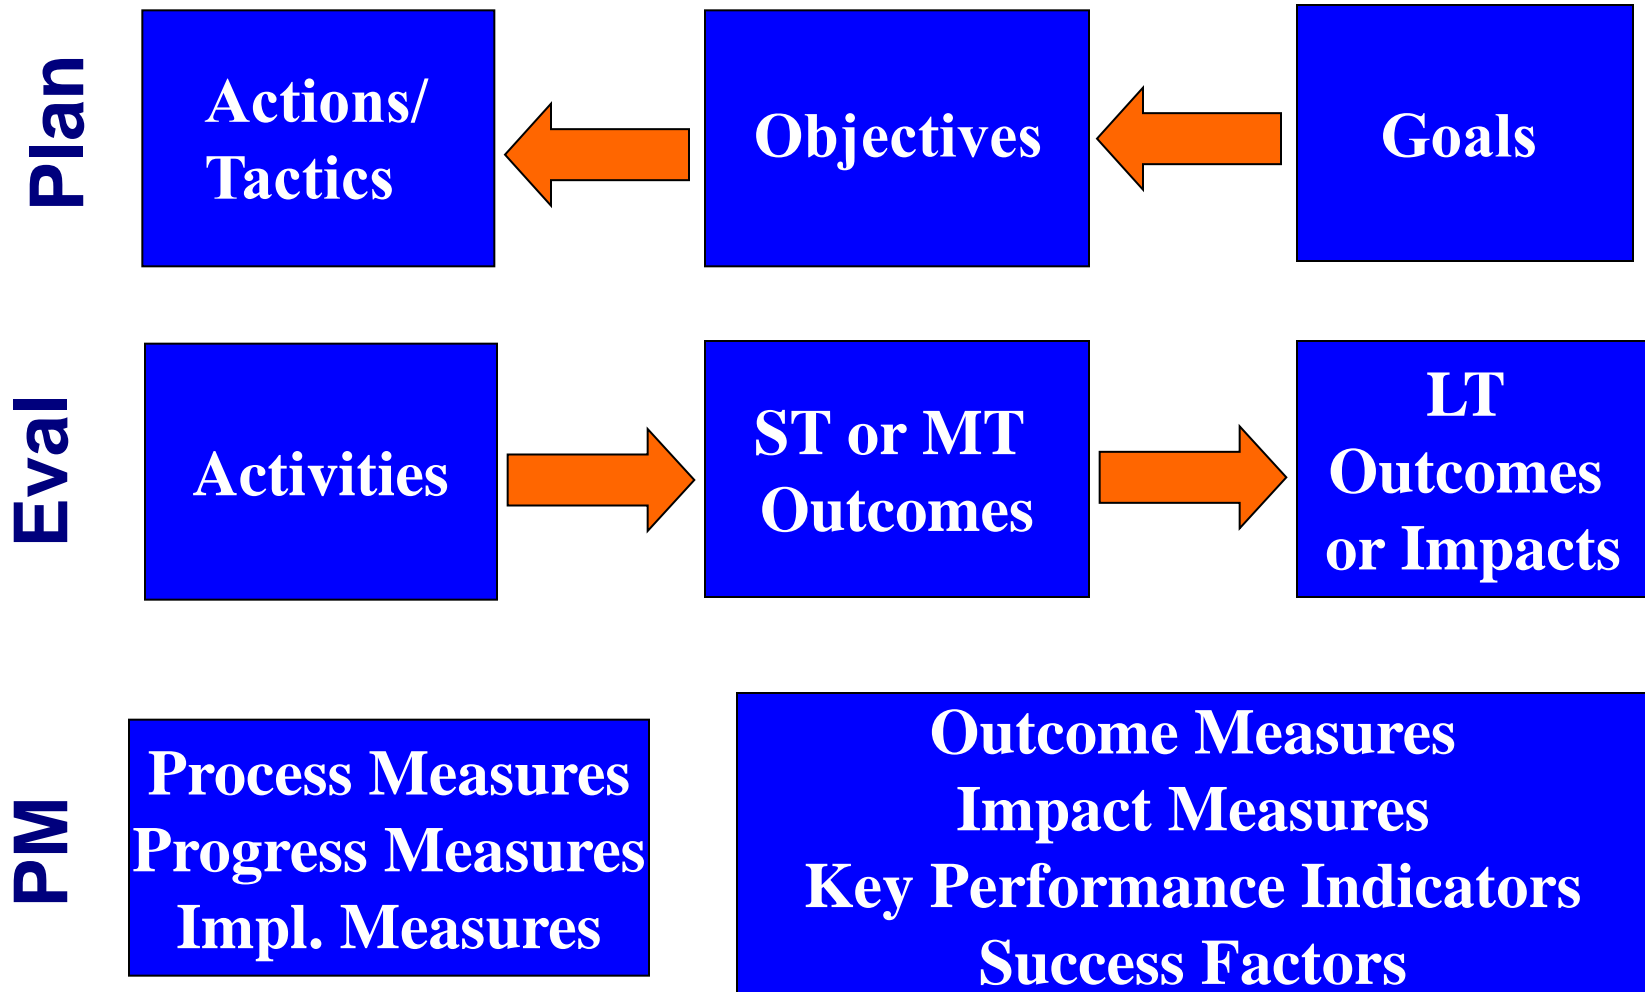 Plan
Actions/
Tactics
Objectives
Goals
Eval
Activities
ST or MT
Outcomes
LT
Outcomes
or Impacts
PM
Process Measures
Progress Measures
Impl. Measures
Outcome Measures
Impact Measures
Key Performance Indicators
Success Factors